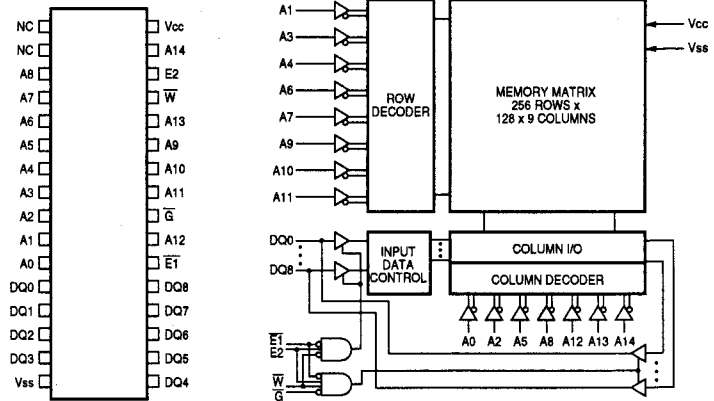 NC Vcc
NC A14
A8 E2
A7 W
A6 A13
A5 A9
A4 A10
A3 A11
A2 G
A1 A12
A0 E1
DQ0 DQ8
DQ1 DQ7
DQ2 DQ6
DQ3 DQ5
Vss DQ4
A1
A3
A4
A6
A7
A9
A10
A11
ROW
DECODER
MEMORY MATRIX
256 ROWS x
128 x 9 COLUMNS
Vcc
Vss
DQ0
DQ8
INPUT
DATA
CONTROL
COLUMN I/O
COLUMN DECODER
A0 A2 A5 A8 A12 A13 A14
E1
E2
W
G